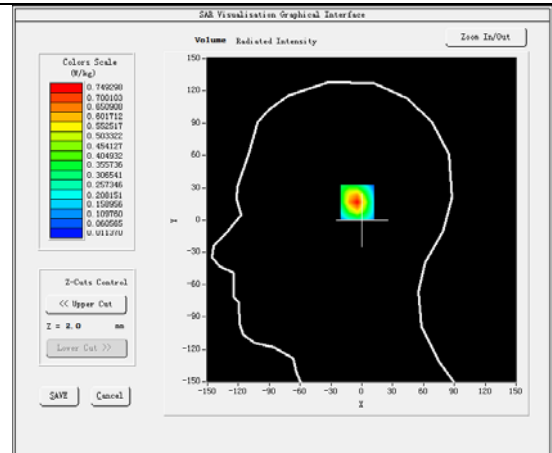 SAR Visualisation Graphical Interface
Volume Radiated Intensity
Zoom In/Out
Colors Scale
(W/kg)
0.749298
0.700103
0.650908
0.601712
0.552517
0.503322
0.454127
0.404932
0.355736
0.306541
0.257346
0.208151
0.158956
0.109760
0.060565
0.011370
Z-Cuts Control
<< Upper Cut
Z = 2.0 mm
Lower Cut >>
SAVE Cancel
150
120
90
60
30
0
-30
-60
-90
-120
-150
Y
-150 -120 -90 -60 -30 0 30 60 90 120 150
X